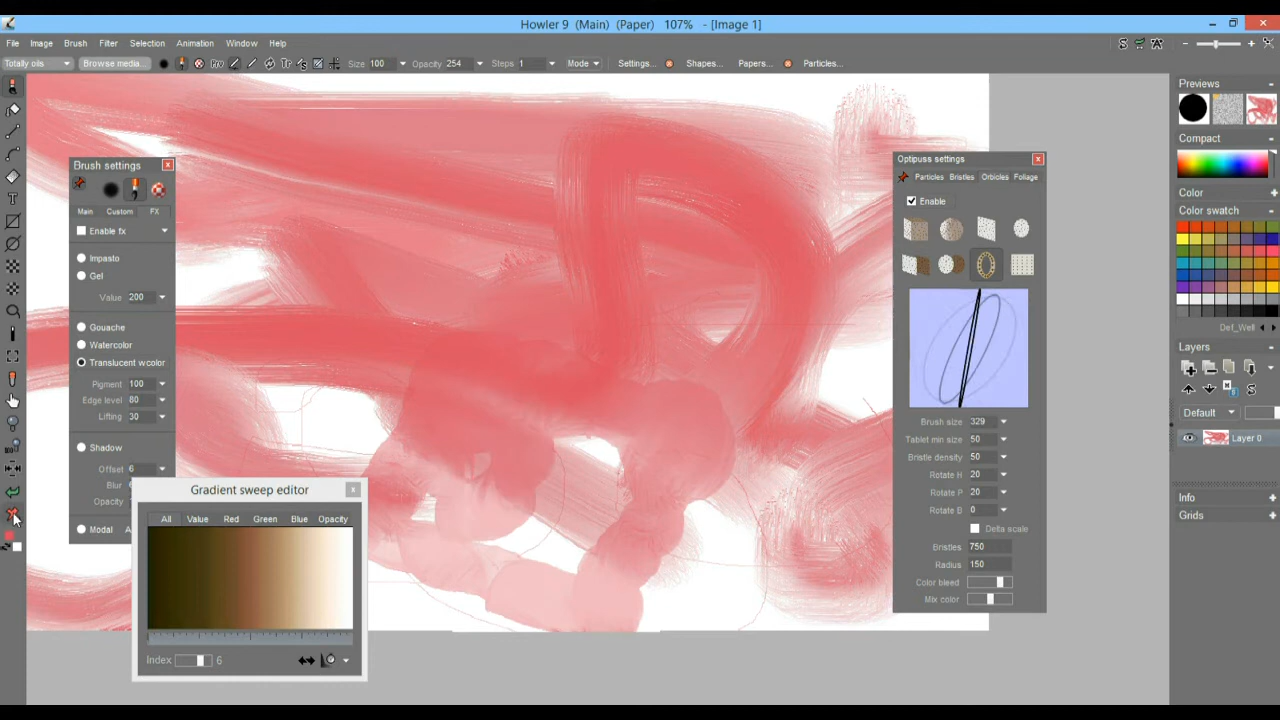 Howler 9 (Main) (Paper) 107% - [Image 1]
File Image Brush Filter Selection Animation Window Help
Totally oils Browse media... Prv Tr Size 100 Opacity 254 Steps 1 Mode Settings... Shapes... Papers... Particles...
Brush settings
Main Custom FX
Enable fx
Impasto
Gel
Value 200
Gouache
Watercolor
Translucent wcolor
Pigment 100
Edge level 80
Lifting 30
Shadow
Offset 6
Blur
Opacity
Modal
Gradient sweep editor
All Value Red Green Blue Opacity
Index 6
Optipuss settings
Particles Bristles Orbicles Foliage
Enable
Brush size 329
Tablet min size 50
Bristle density 50
Rotate H 20
Rotate P 20
Rotate B 0
Delta scale
Bristles 750
Radius 150
Color bleed
Mix color
Previews
Compact
Color
Color swatch
Def_Well
Layers
Default
Layer 0
Info
Grids